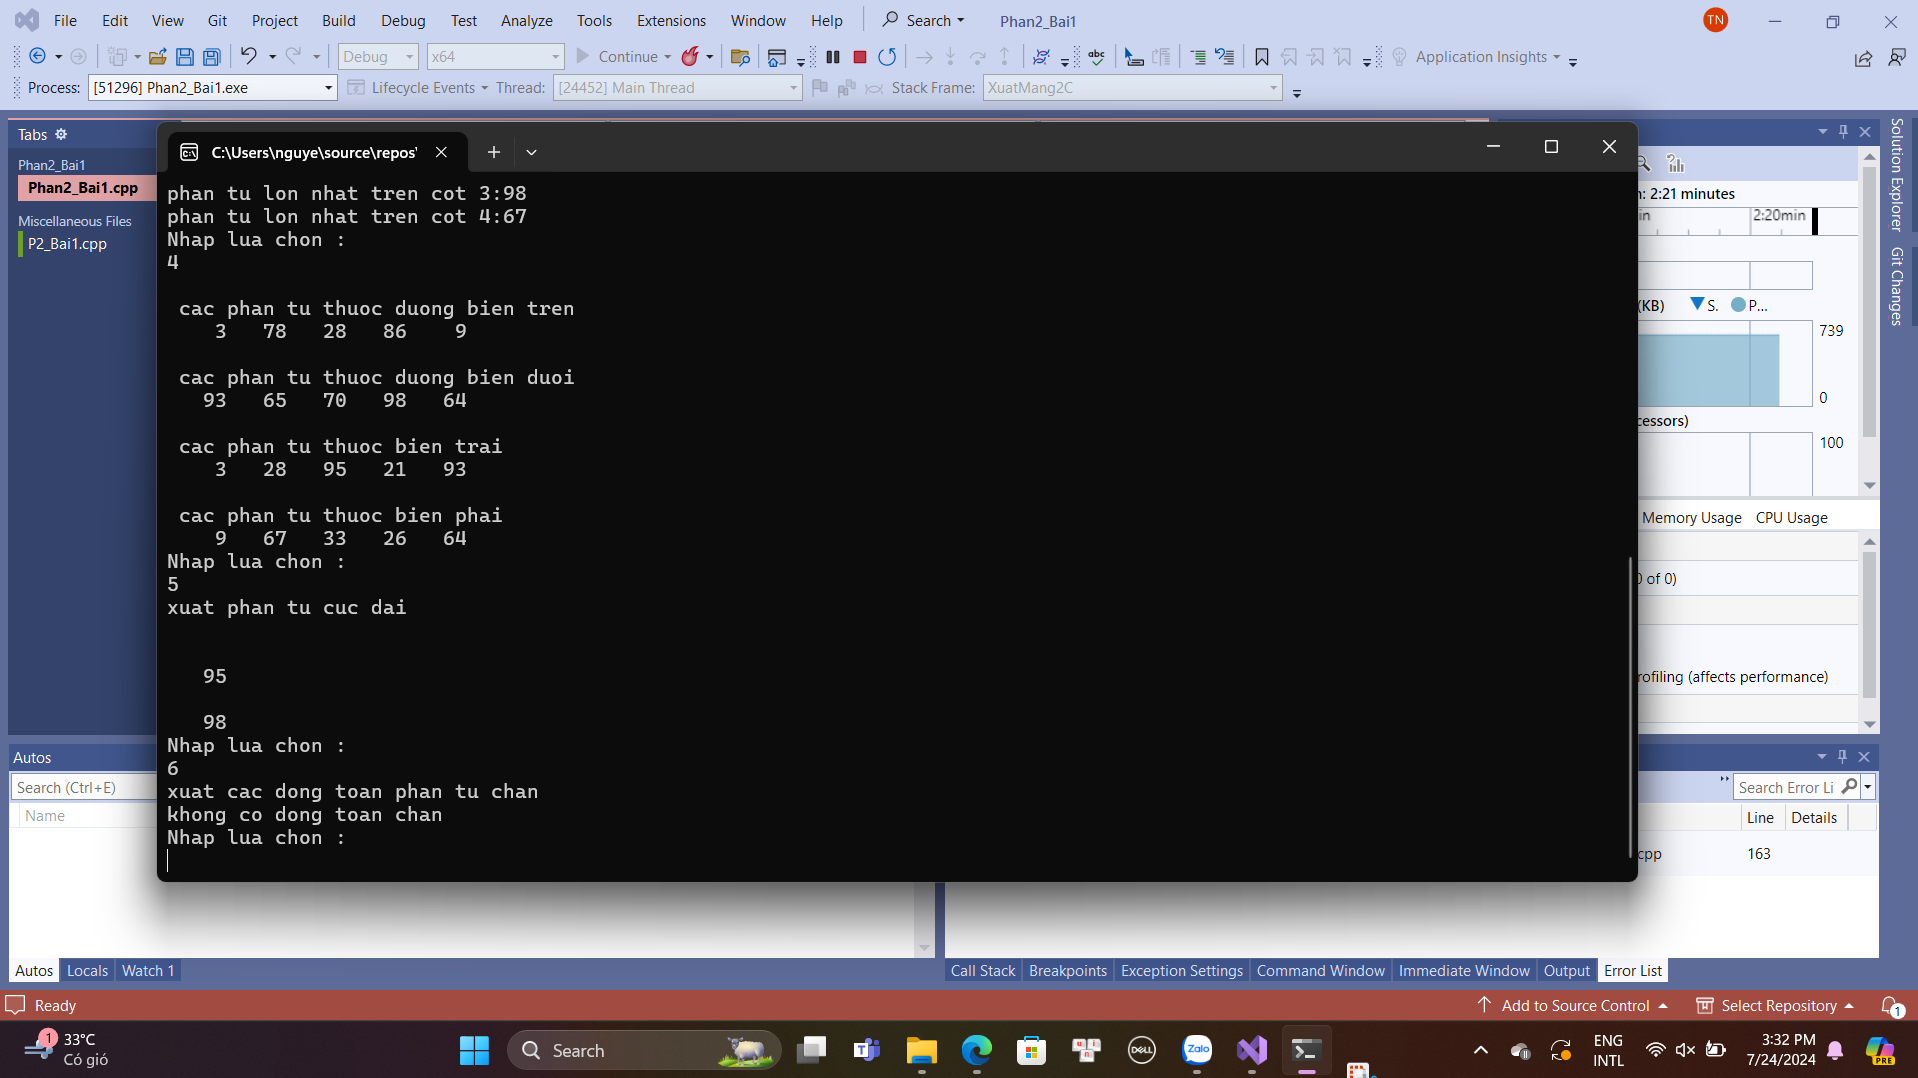 File Edit View Git Project Build Debug Test Analyze Tools Extensions Window Help Search Phan2_Bai1 TN
Debug x64 Continue Application Insights
Process: [51296] Phan2_Bai1.exe Lifecycle Events Thread: [24452] Main Thread Stack Frame: XuatMang2C
Tabs
Phan2_Bai1
Phan2_Bai1.cpp
Miscellaneous Files
P2_Bai1.cpp
C:\Users\nguye\source\repos\
phan tu lon nhat tren cot 3:98
phan tu lon nhat tren cot 4:67
Nhap lua chon :
4
cac phan tu thuoc duong bien tren
3 78 28 86 9
cac phan tu thuoc duong bien duoi
93 65 70 98 64
cac phan tu thuoc bien trai
3 28 95 21 93
cac phan tu thuoc bien phai
9 67 33 26 64
Nhap lua chon :
5
xuat phan tu cuc dai
95
98
Nhap lua chon :
6
xuat cac dong toan phan tu chan
khong co dong toan chan
Nhap lua chon :
2:21 minutes
2:20min
(KB) S. P...
739
0
100
Memory Usage CPU Usage
0 of 0)
(affects performance)
Solution Explorer
Git Changes
Autos
Search (Ctrl+E)
Name
Autos Locals Watch 1
Search Error Li
Line Details
cpp 163
Call Stack Breakpoints Exception Settings Command Window Immediate Window Output Error List
Ready
Add to Source Control Select Repository 1
1 33°C
Có gió
Search
DELL
Zalo
ENG
INTL
3:32 PM
7/24/2024
PRE